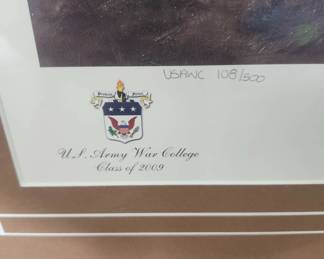 USAWC 108/500
U.S. Army War College
Class of 2009